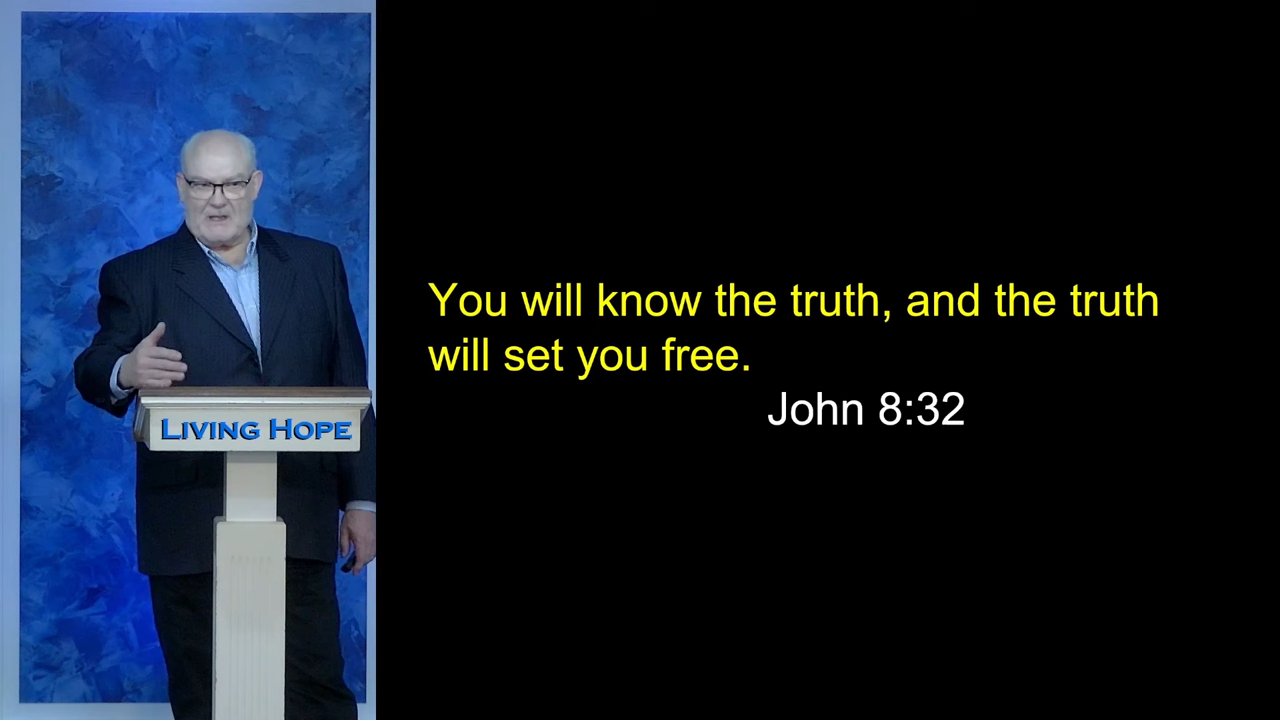 LIVING HOPE
You will know the truth, and the truth
will set you free.
John 8:32